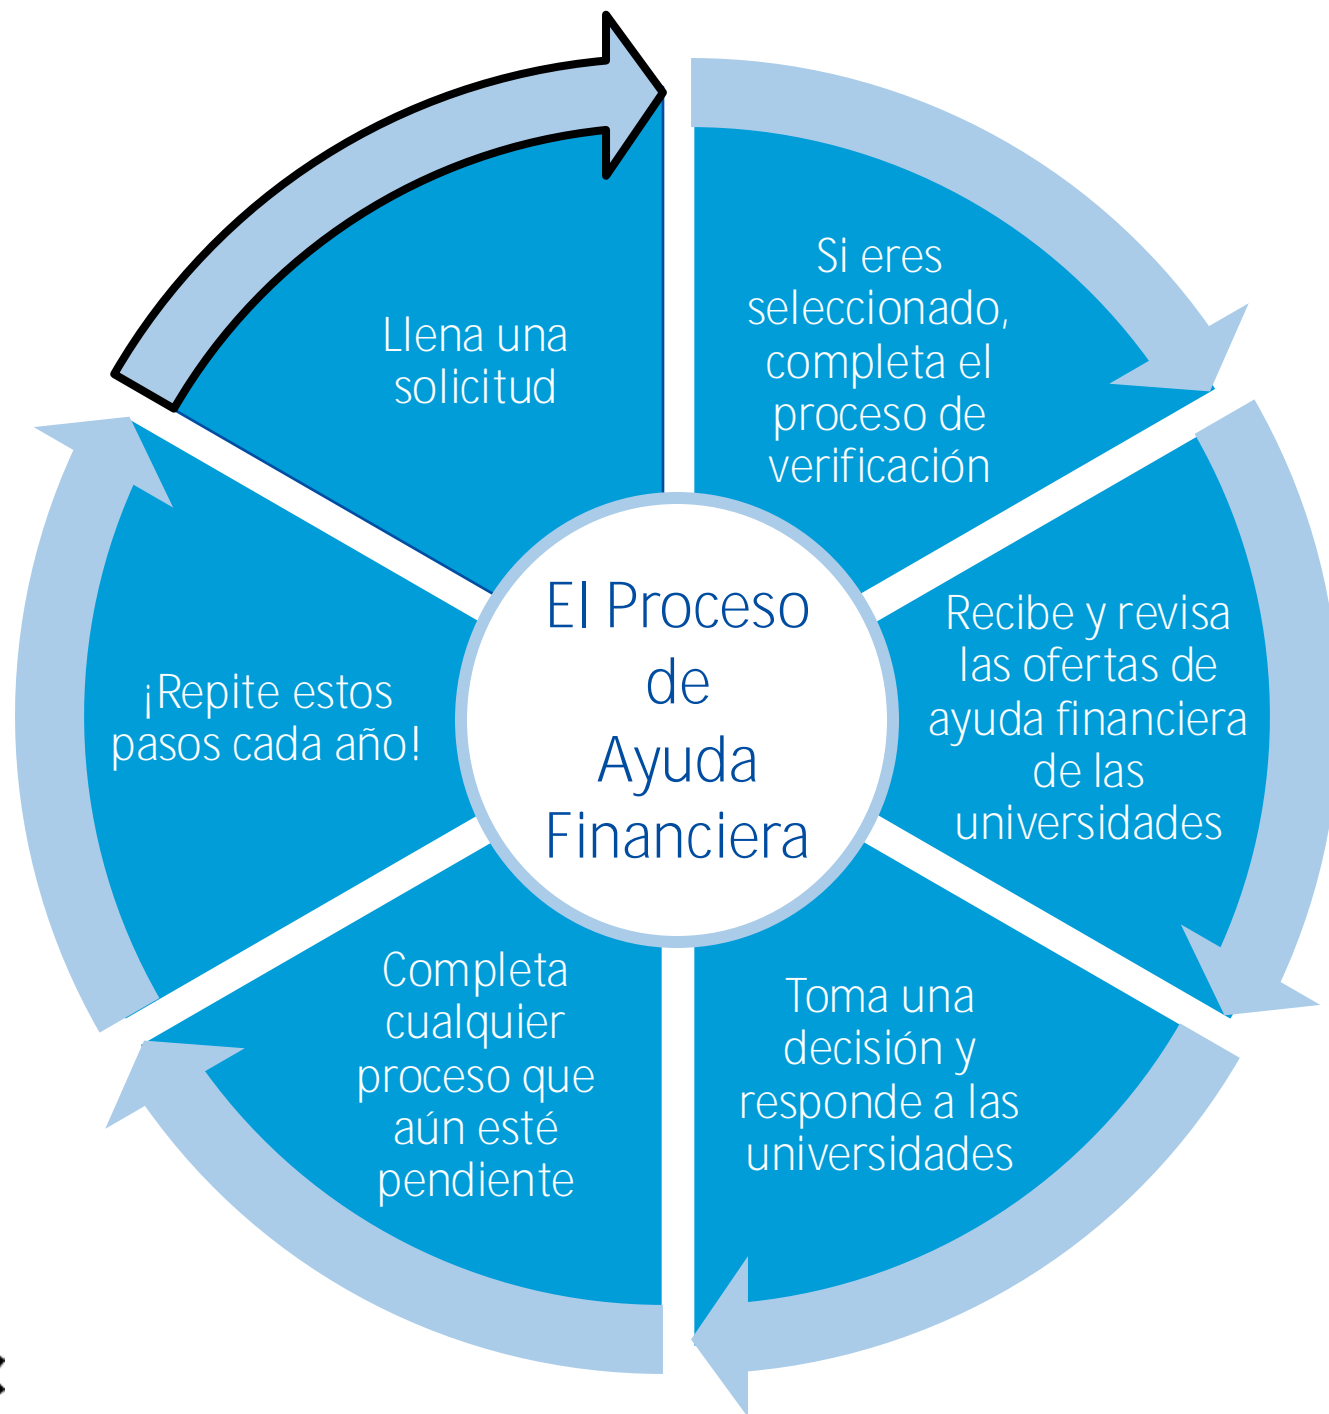 Llena una
solicitud
Si eres
seleccionado,
completa el
proceso de
verificación
Recibe y revisa
las ofertas de
ayuda financiera
de las
universidades
Toma una
decisión y
responde a las
universidades
Completa
cualquier
proceso que
aún esté
pendiente
¡Repite estos
pasos cada año!
El Proceso
de
Ayuda
Financiera